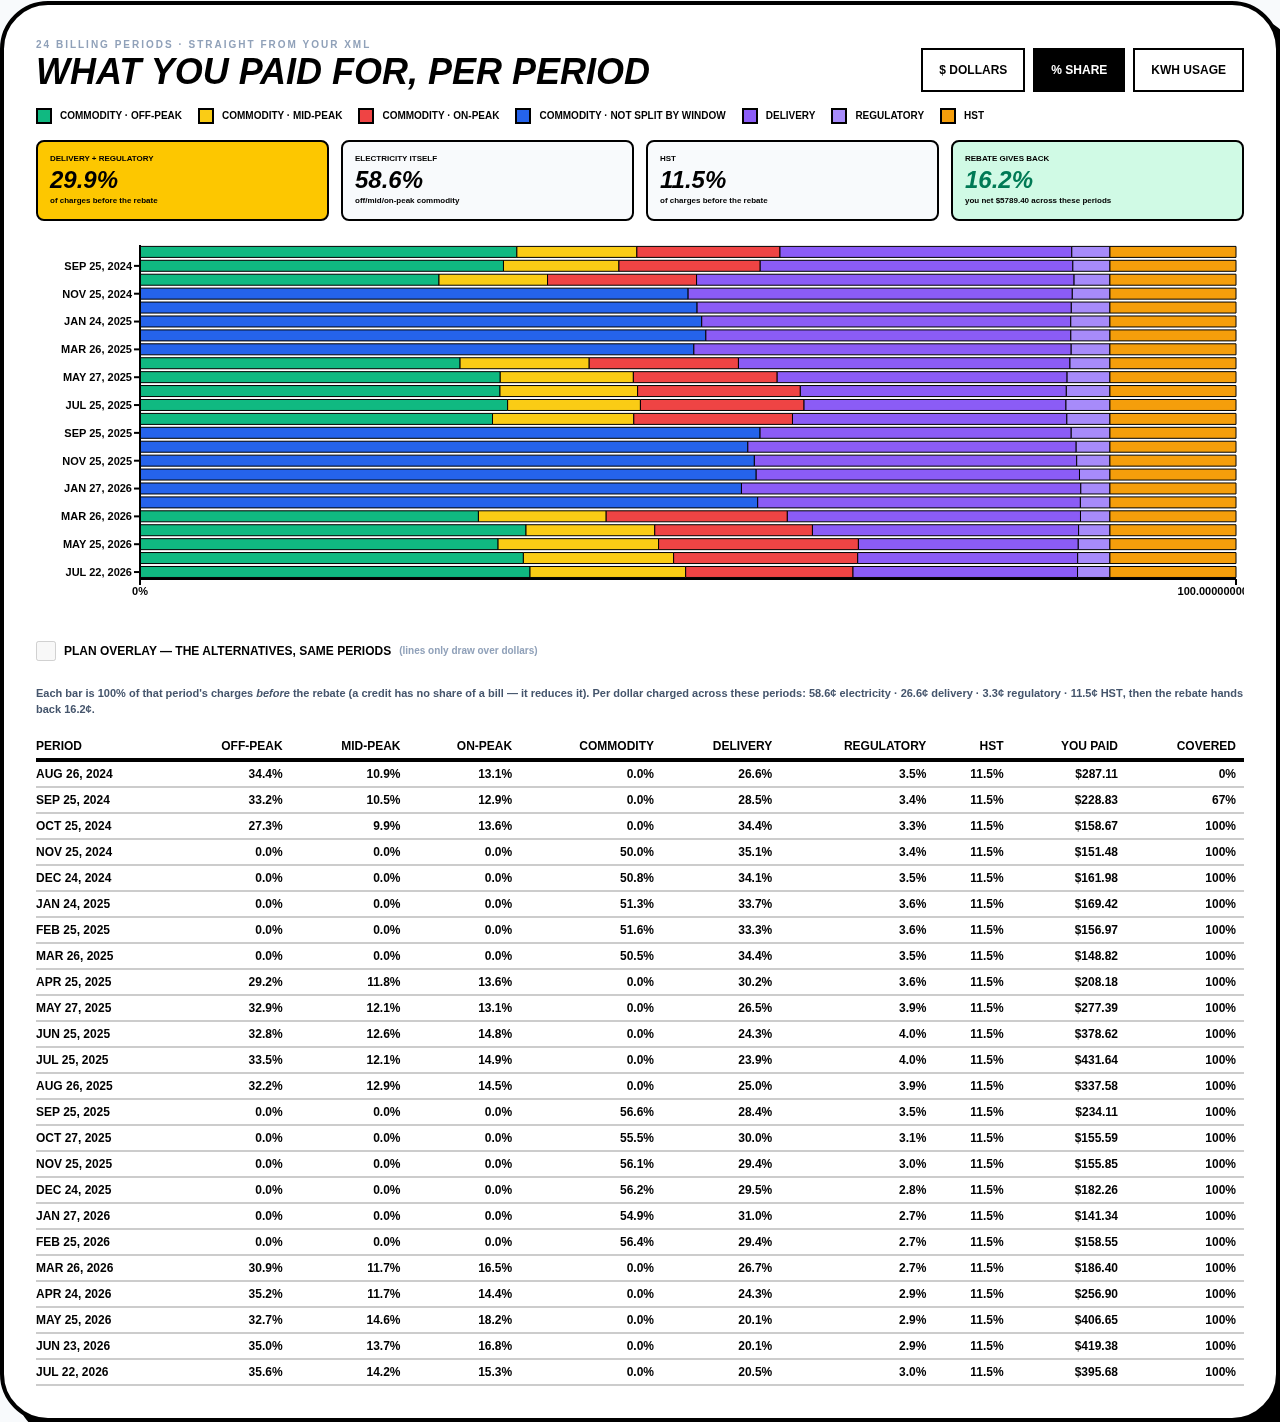 24 BILLING PERIODS · STRAIGHT FROM YOUR XML
WHAT YOU PAID FOR, PER PERIOD
$ DOLLARS
% SHARE
KWH USAGE
COMMODITY · OFF-PEAK COMMODITY · MID-PEAK COMMODITY · ON-PEAK COMMODITY · NOT SPLIT BY WINDOW DELIVERY REGULATORY HST
DELIVERY + REGULATORY
29.9%
of charges before the rebate
ELECTRICITY ITSELF
58.6%
off/mid/on-peak commodity
HST
11.5%
of charges before the rebate
REBATE GIVES BACK
16.2%
you net $5789.40 across these periods
SEP 25, 2024
NOV 25, 2024
JAN 24, 2025
MAR 26, 2025
MAY 27, 2025
JUL 25, 2025
SEP 25, 2025
NOV 25, 2025
JAN 27, 2026
MAR 26, 2026
MAY 25, 2026
JUL 22, 2026
0% 100.0000000
PLAN OVERLAY — THE ALTERNATIVES, SAME PERIODS (lines only draw over dollars)
Each bar is 100% of that period's charges before the rebate (a credit has no share of a bill — it reduces it). Per dollar charged across these periods: 58.6¢ electricity · 26.6¢ delivery · 3.3¢ regulatory · 11.5¢ HST, then the rebate hands
back 16.2¢.
PERIOD OFF-PEAK MID-PEAK ON-PEAK COMMODITY DELIVERY REGULATORY HST YOU PAID COVERED
AUG 26, 2024 34.4% 10.9% 13.1% 0.0% 26.6% 3.5% 11.5% $287.11 0%
SEP 25, 2024 33.2% 10.5% 12.9% 0.0% 28.5% 3.4% 11.5% $228.83 67%
OCT 25, 2024 27.3% 9.9% 13.6% 0.0% 34.4% 3.3% 11.5% $158.67 100%
NOV 25, 2024 0.0% 0.0% 0.0% 50.0% 35.1% 3.4% 11.5% $151.48 100%
DEC 24, 2024 0.0% 0.0% 0.0% 50.8% 34.1% 3.5% 11.5% $161.98 100%
JAN 24, 2025 0.0% 0.0% 0.0% 51.3% 33.7% 3.6% 11.5% $169.42 100%
FEB 25, 2025 0.0% 0.0% 0.0% 51.6% 33.3% 3.6% 11.5% $156.97 100%
MAR 26, 2025 0.0% 0.0% 0.0% 50.5% 34.4% 3.5% 11.5% $148.82 100%
APR 25, 2025 29.2% 11.8% 13.6% 0.0% 30.2% 3.6% 11.5% $208.18 100%
MAY 27, 2025 32.9% 12.1% 13.1% 0.0% 26.5% 3.9% 11.5% $277.39 100%
JUN 25, 2025 32.8% 12.6% 14.8% 0.0% 24.3% 4.0% 11.5% $378.62 100%
JUL 25, 2025 33.5% 12.1% 14.9% 0.0% 23.9% 4.0% 11.5% $431.64 100%
AUG 26, 2025 32.2% 12.9% 14.5% 0.0% 25.0% 3.9% 11.5% $337.58 100%
SEP 25, 2025 0.0% 0.0% 0.0% 56.6% 28.4% 3.5% 11.5% $234.11 100%
OCT 27, 2025 0.0% 0.0% 0.0% 55.5% 30.0% 3.1% 11.5% $155.59 100%
NOV 25, 2025 0.0% 0.0% 0.0% 56.1% 29.4% 3.0% 11.5% $155.85 100%
DEC 24, 2025 0.0% 0.0% 0.0% 56.2% 29.5% 2.8% 11.5% $182.26 100%
JAN 27, 2026 0.0% 0.0% 0.0% 54.9% 31.0% 2.7% 11.5% $141.34 100%
FEB 25, 2026 0.0% 0.0% 0.0% 56.4% 29.4% 2.7% 11.5% $158.55 100%
MAR 26, 2026 30.9% 11.7% 16.5% 0.0% 26.7% 2.7% 11.5% $186.40 100%
APR 24, 2026 35.2% 11.7% 14.4% 0.0% 24.3% 2.9% 11.5% $256.90 100%
MAY 25, 2026 32.7% 14.6% 18.2% 0.0% 20.1% 2.9% 11.5% $406.65 100%
JUN 23, 2026 35.0% 13.7% 16.8% 0.0% 20.1% 2.9% 11.5% $419.38 100%
JUL 22, 2026 35.6% 14.2% 15.3% 0.0% 20.5% 3.0% 11.5% $395.68 100%